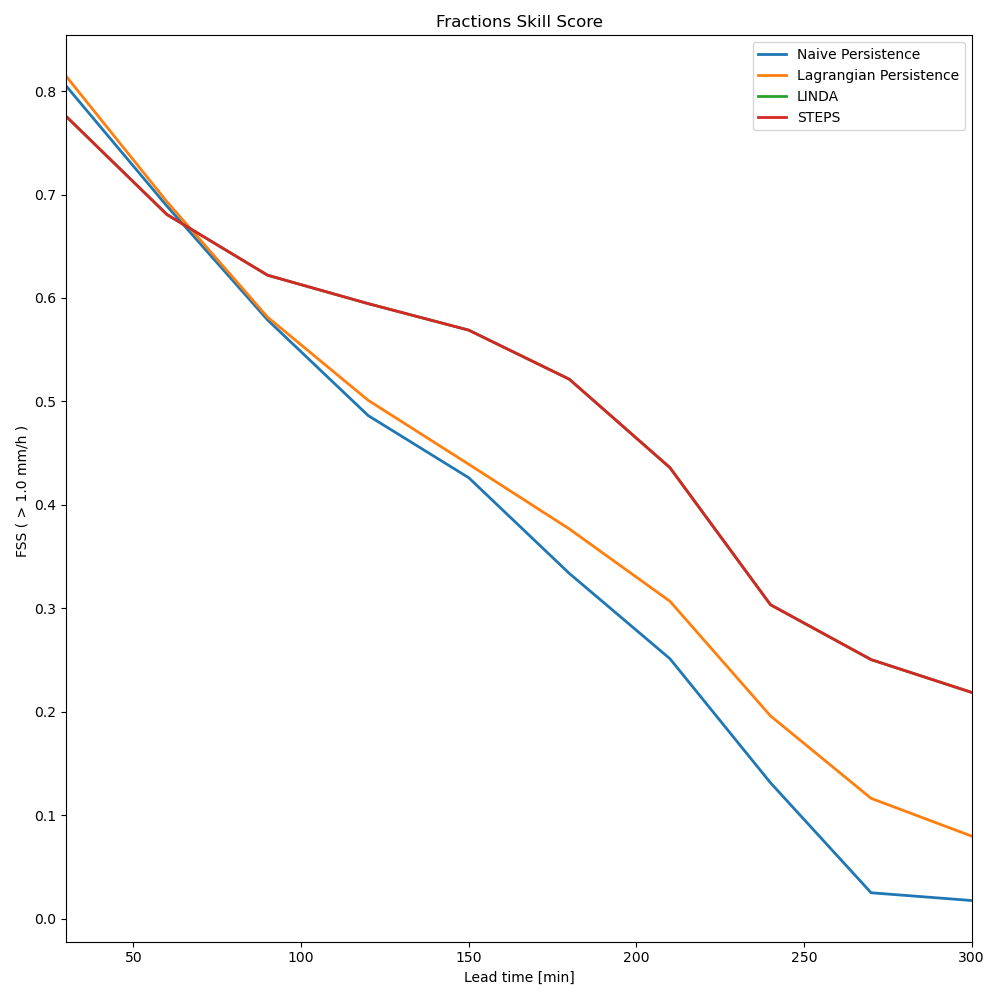 Fractions Skill Score
Naive Persistence
Lagrangian Persistence
LINDA
STEPS
FSS ( > 1.0 mm/h )
0.8
0.7
0.6
0.5
0.4
0.3
0.2
0.1
0.0
50
100
150
200
250
300
Lead time [min]